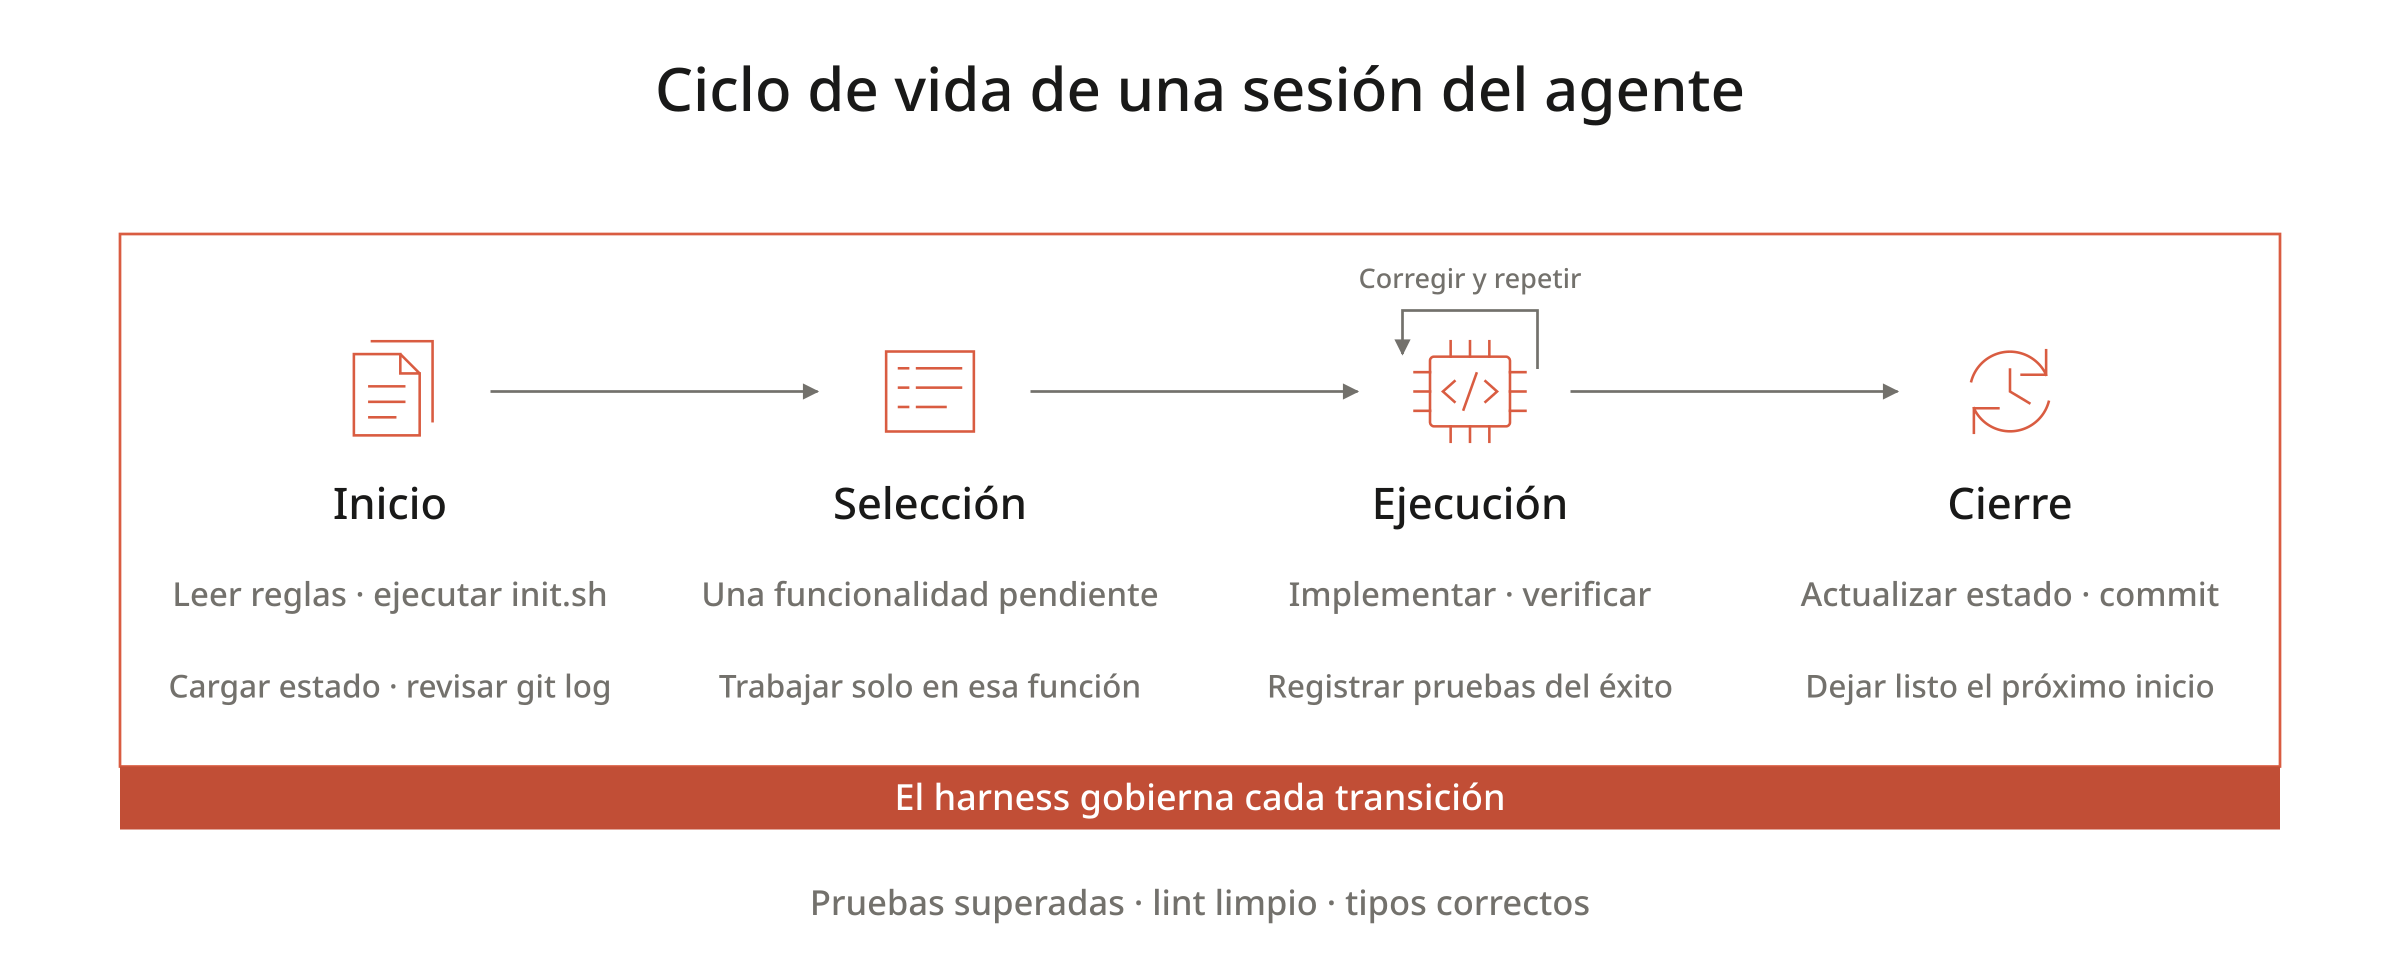 Ciclo de vida de una sesión del agente
Corregir y repetir
Inicio
Leer reglas · ejecutar init.sh
Cargar estado · revisar git log
Selección
Una funcionalidad pendiente
Trabajar solo en esa función
Ejecución
Implementar · verificar
Registrar pruebas del éxito
Cierre
Actualizar estado · commit
Dejar listo el próximo inicio
El harness gobierna cada transición
Pruebas superadas · lint limpio · tipos correctos